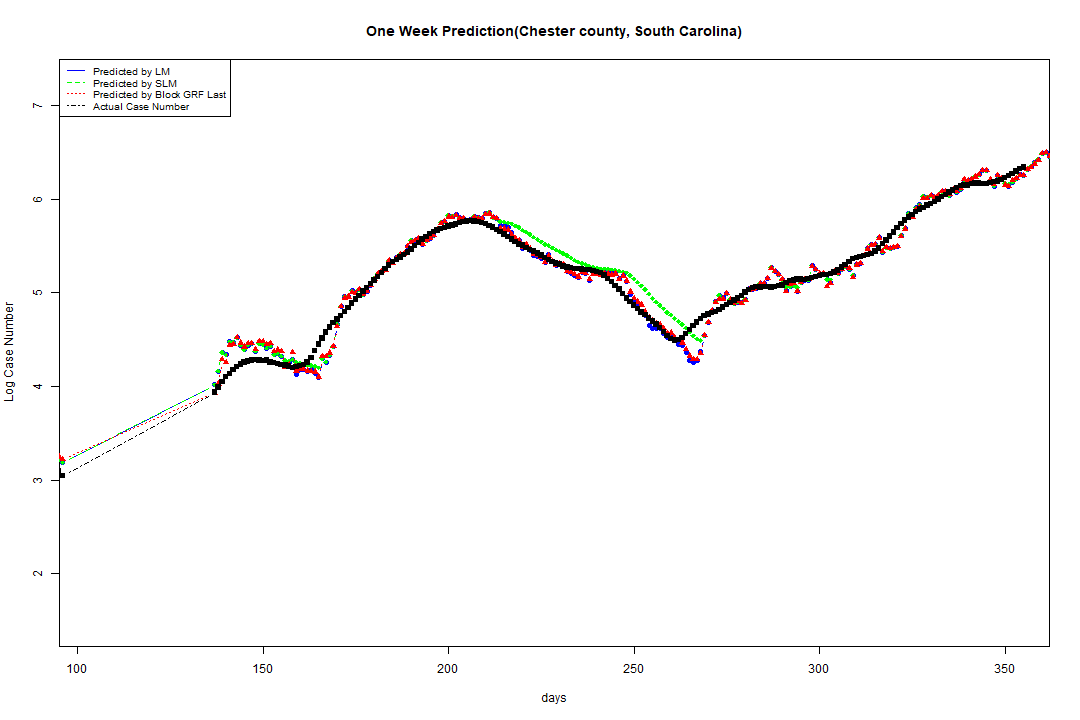 One Week Prediction(Chester county, South Carolina)
Predicted by LM
Predicted by SLM
Predicted by Block GRF Last
Actual Case Number
7
6
5
4
3
2
Log Case Number
100 150 200 250 300 350
days